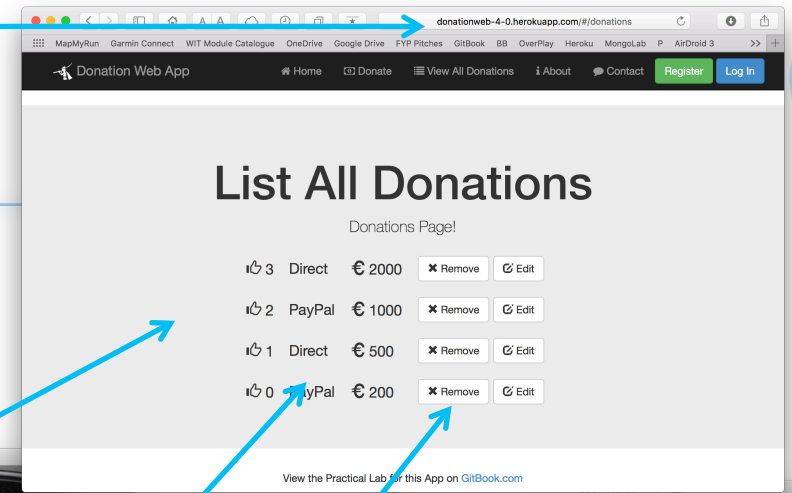 donationweb-4-0.herokuapp.com/#/donations
MapMyRun Garmin Connect WIT Module Catalogue OneDrive Google Drive FYP Pitches GitBook BB OverPlay Heroku MongoLab P AirDroid 3 >> +
Donation Web App Home Donate View All Donations About Contact Register Log In
List All Donations
Donations Page!
3 Direct € 2000 Remove Edit
2 PayPal € 1000 Remove Edit
1 Direct € 500 Remove Edit
0 PayPal € 200 Remove Edit
View the Practical Lab for this App on GitBook.com